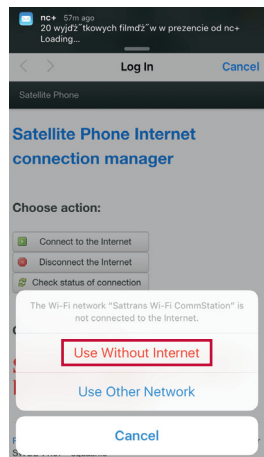 nc+ 57m ago
20 wyjďż˝tkowych filmďż˝w w prezencie od nc+
Loading...
Log In
Cancel
Satellite Phone
Satellite Phone Internet
connection manager
Choose action:
Connect to the Internet
Disconnect the Internet
Check status of connection
The Wi-Fi network “Sattrans Wi-Fi CommStation” is
not connected to the Internet.
Use Without Internet
Use Other Network
Cancel